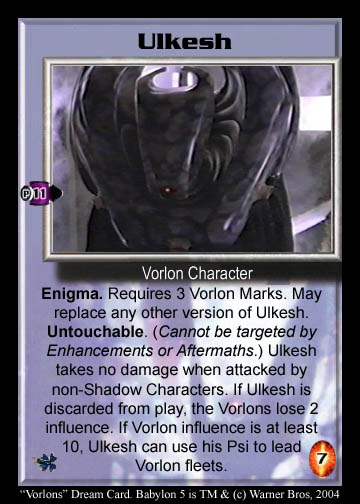 Ulkesh
P 11
Vorlon Character
Enigma. Requires 3 Vorlon Marks. May
replace any other version of Ulkesh.
Untouchable. (Cannot be targeted by
Enhancements or Aftermaths.) Ulkesh
takes no damage when attacked by
non-Shadow Characters. If Ulkesh is
discarded from play, the Vorlons lose 2
influence. If Vorlon influence is at least
10, Ulkesh can use his Psi to lead
Vorlon fleets.
7
“Vorlons” Dream Card. Babylon 5 is TM & (c) Warner Bros, 2004